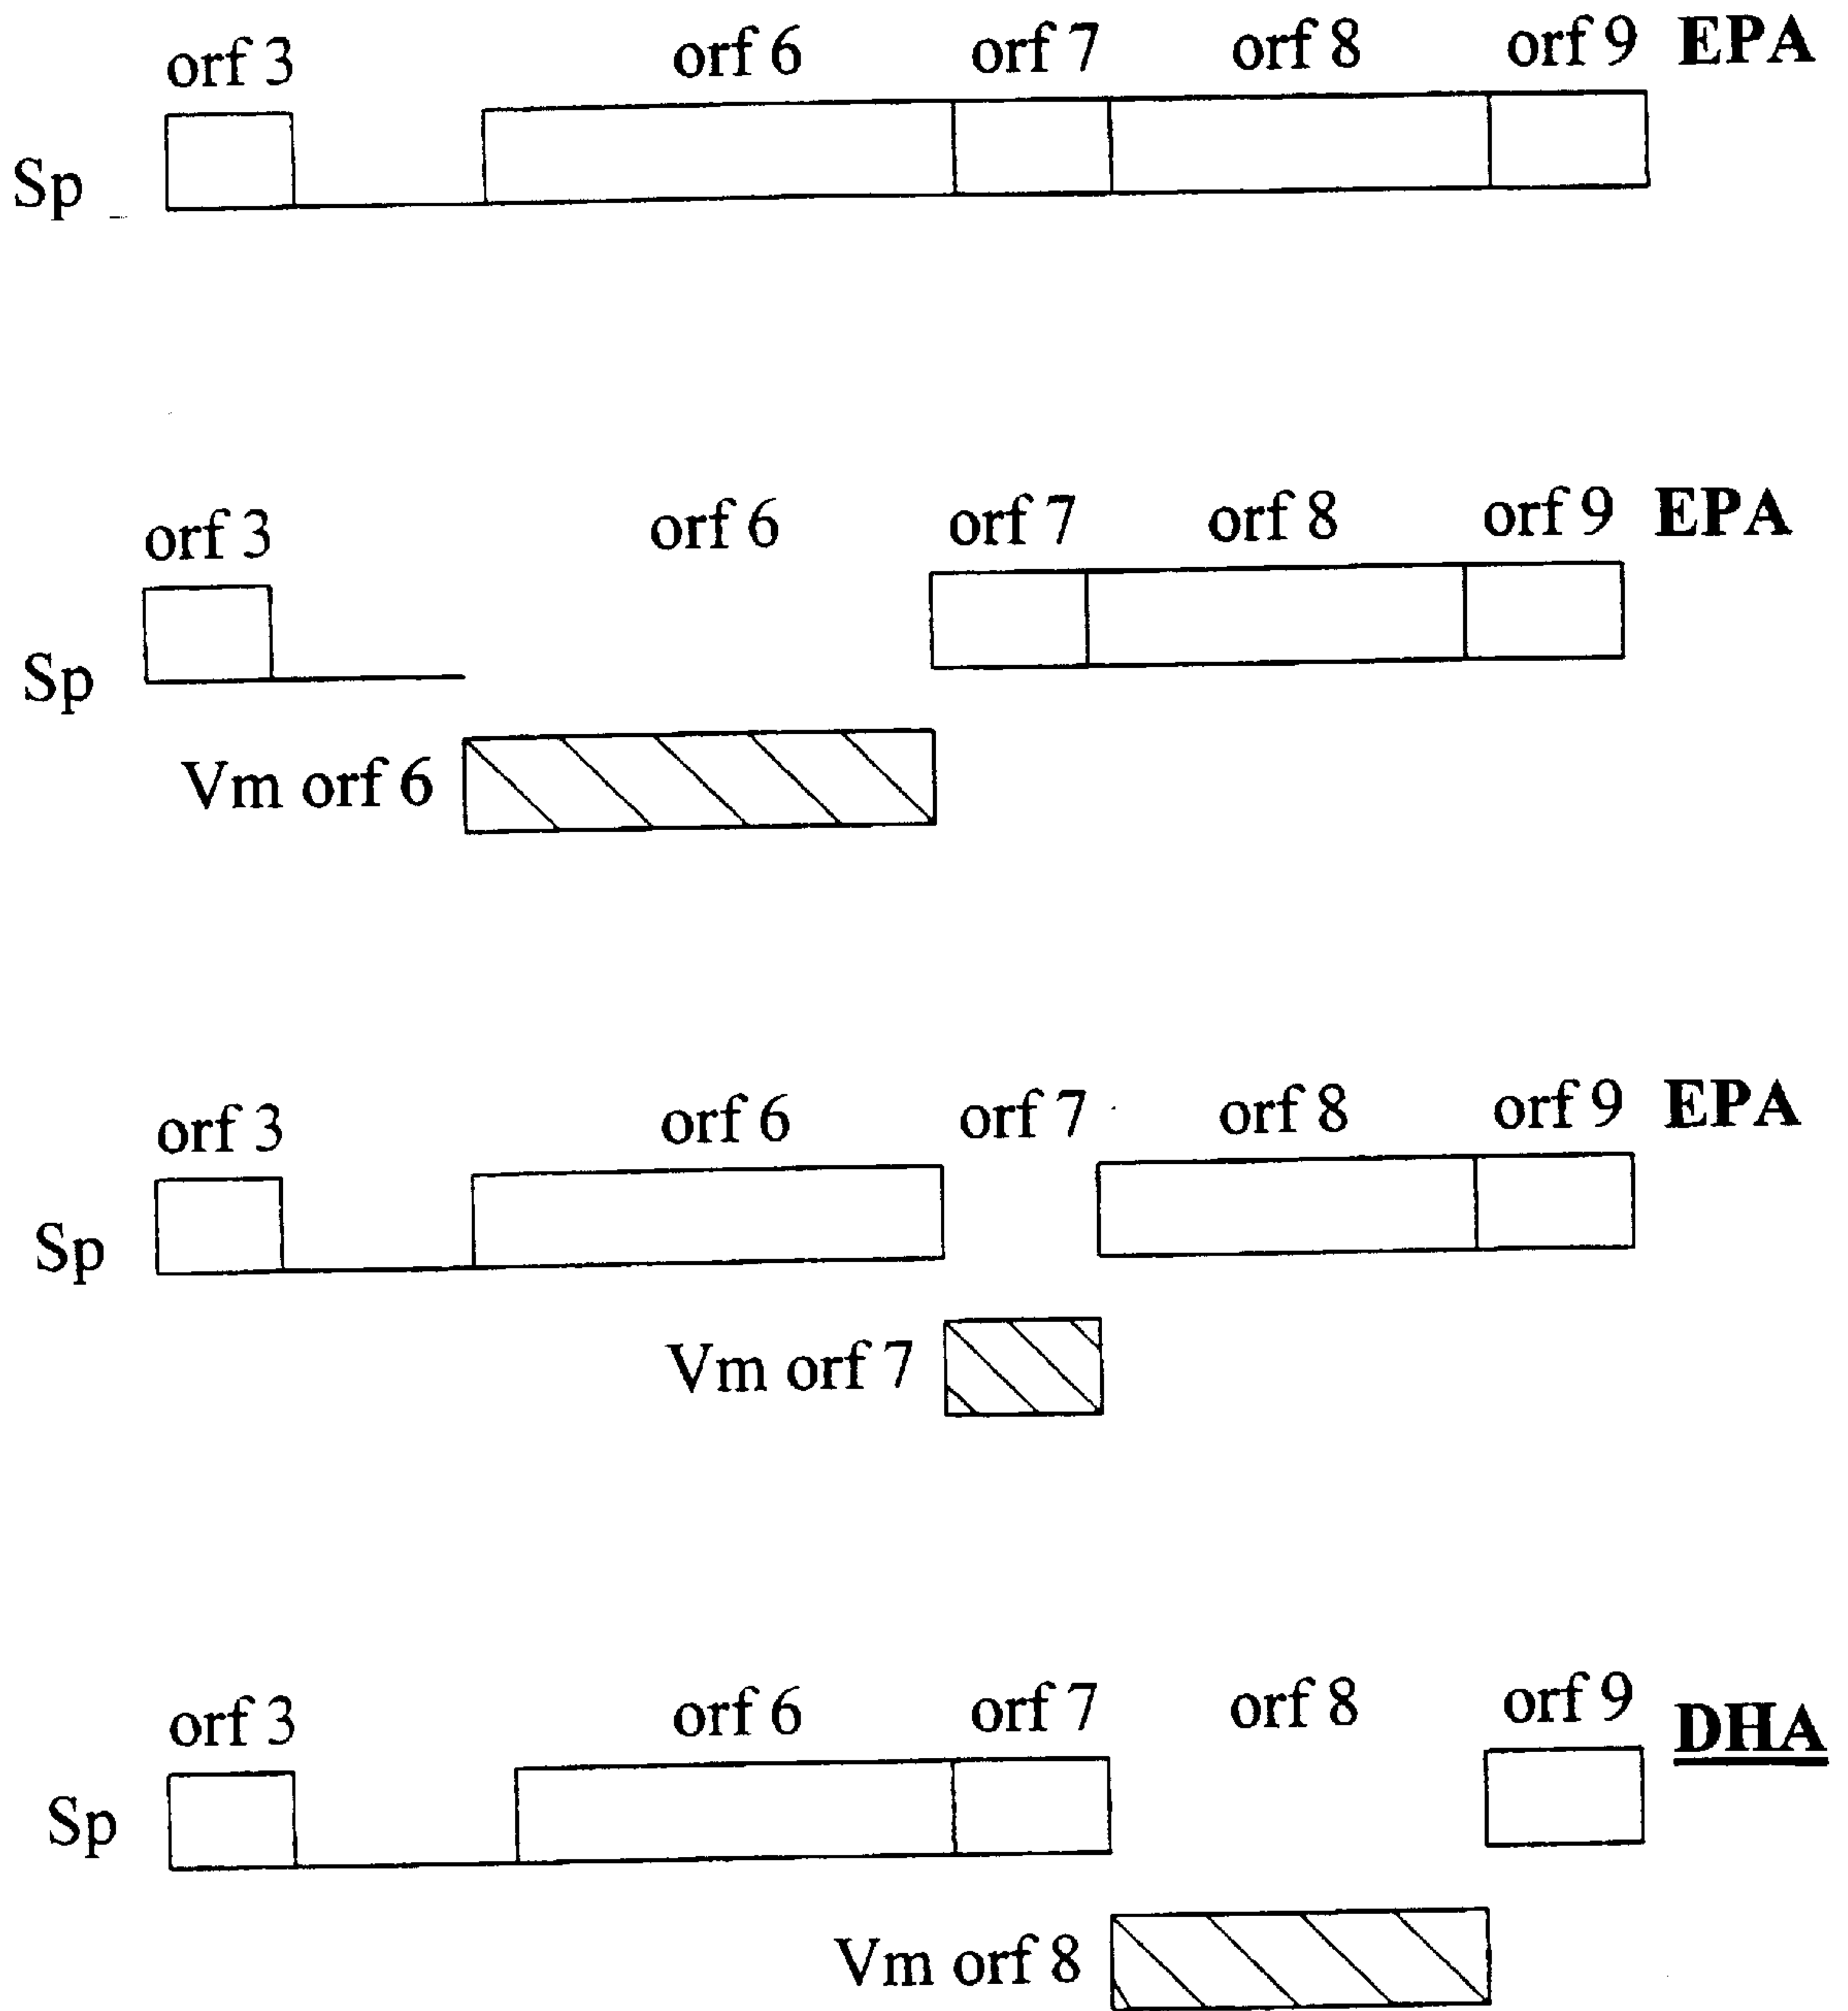 orf 3 orf 6 orf 7 orf 8 orf 9 EPA
Sp
orf 3 orf 6 orf 7 orf 8 orf 9 EPA
Sp
Vm orf 6
orf 3 orf 6 orf 7 orf 8 orf 9 EPA
Sp
Vm orf 7
orf 3 orf 6 orf 7 orf 8 orf 9 DHA
Sp
Vm orf 8